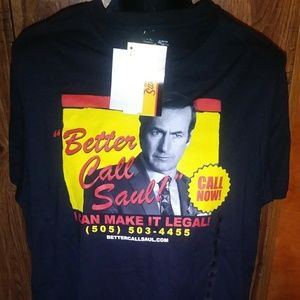 "Better
Call
Saul!"
CALL
NOW!
I CAN MAKE IT LEGAL!
(505) 503-4455
BETTERCALLSAUL.COM